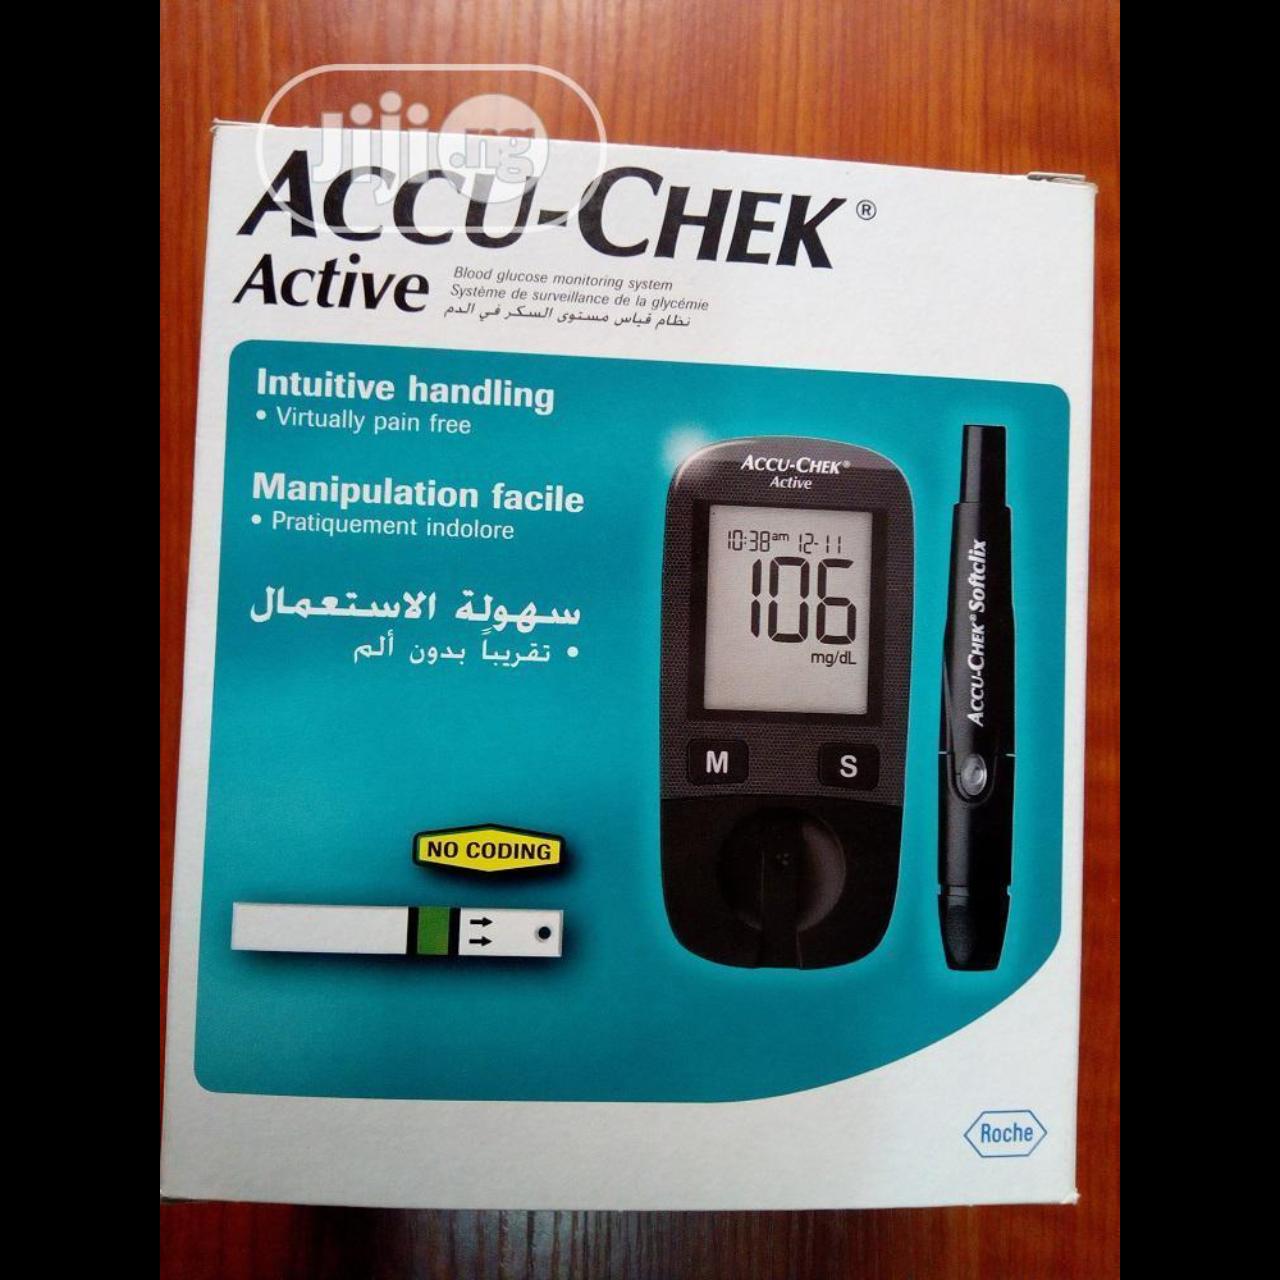 Jiji.ng
ACCU-CHEK®
Active
Blood glucose monitoring system
Système de surveillance de la glycémie
نظام قياس مستوى السكر في الدم
Intuitive handling
• Virtually pain free
Manipulation facile
• Pratiquement indolore
سهولة الاستعمال
• تقريباً بدون ألم
ACCU-CHEK®
Active
10:38am 12-11
106
mg/dL
M
S
ACCU-CHEK® Softclix
NO CODING
Roche